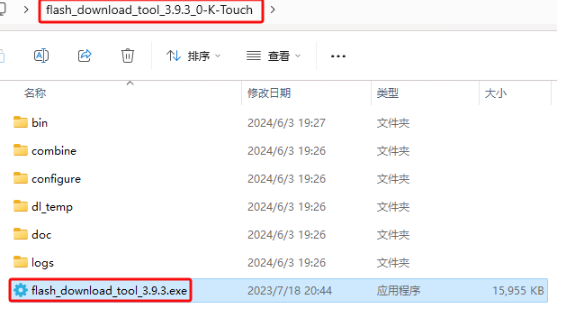 flash_download_tool_3.9.3_0-K-Touch
排序 查看
名称 修改日期 类型 大小
bin 2024/6/3 19:27 文件夹
combine 2024/6/3 19:26 文件夹
configure 2024/6/3 19:26 文件夹
dl_temp 2024/6/3 19:26 文件夹
doc 2024/6/3 19:26 文件夹
logs 2024/6/3 19:26 文件夹
flash_download_tool_3.9.3.exe 2023/7/18 20:44 应用程序 15,955 KB